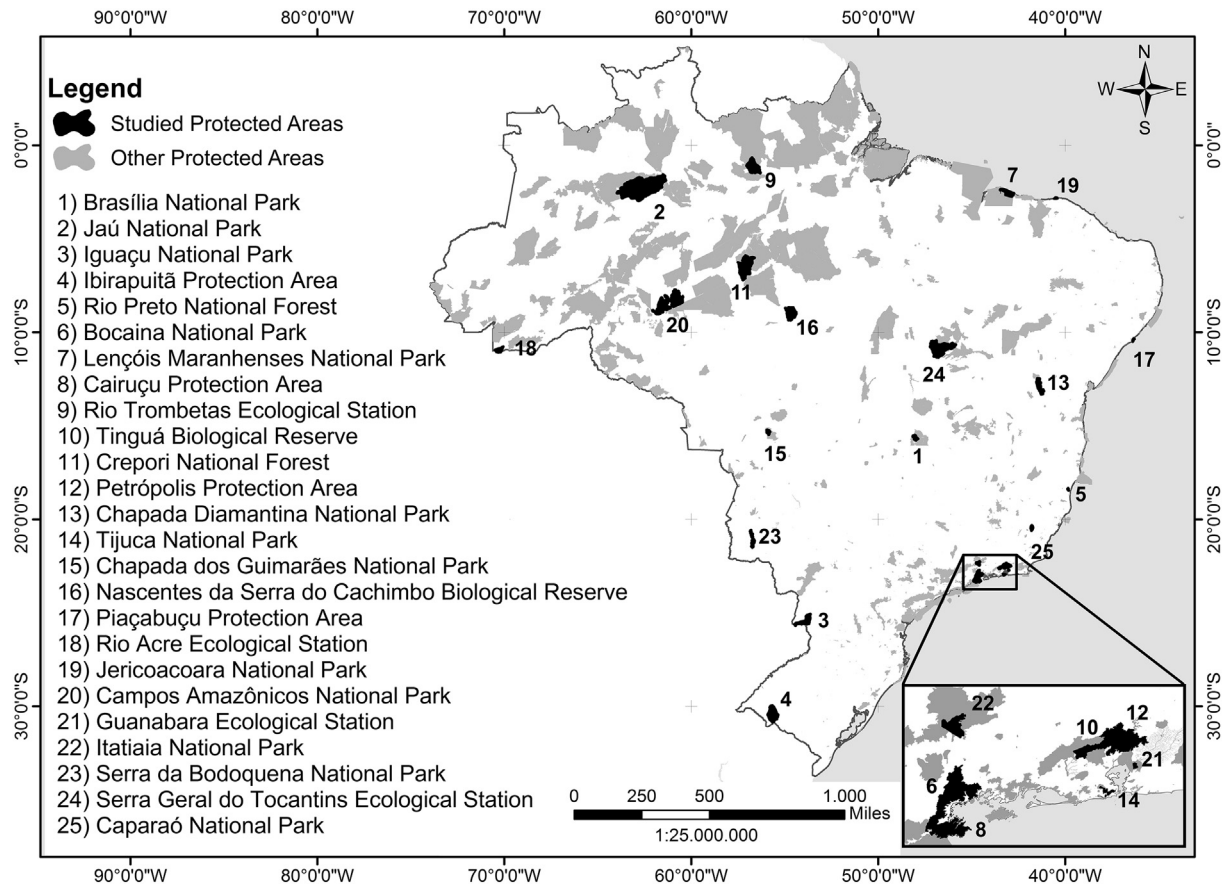 90°0'0"W 80°0'0"W 70°0'0"W 60°0'0"W 50°0'0"W 40°0'0"W
N
W E
S
Legend
Studied Protected Areas
Other Protected Areas
1) Brasília National Park
2) Jaú National Park
3) Iguaçu National Park
4) Ibirapuitã Protection Area
5) Rio Preto National Forest
6) Bocaina National Park
7) Lençóis Maranhenses National Park
8) Cairuçu Protection Area
9) Rio Trombetas Ecological Station
10) Tinguá Biological Reserve
11) Crepori National Forest
12) Petrópolis Protection Area
13) Chapada Diamantina National Park
14) Tijuca National Park
15) Chapada dos Guimarães National Park
16) Nascentes da Serra do Cachimbo Biological Reserve
17) Piaçabuçu Protection Area
18) Rio Acre Ecological Station
19) Jericoacoara National Park
20) Campos Amazônicos National Park
21) Guanabara Ecological Station
22) Itatiaia National Park
23) Serra da Bodoquena National Park
24) Serra Geral do Tocantins Ecological Station
25) Caparaó National Park
0°0'0"
10°0'0"S
20°0'0"S
30°0'0"S
7
19
9
2
11
20
16
18
17
24
13
15
1
5
23
25
3
4
22
12
10
21
6
14
8
0 250 500 1.000
Miles
1:25.000.000
0°0'0"
10°0'0"S
20°0'0"S
30°0'0"S
90°0'0"W 80°0'0"W 70°0'0"W 60°0'0"W 50°0'0"W 40°0'0"W